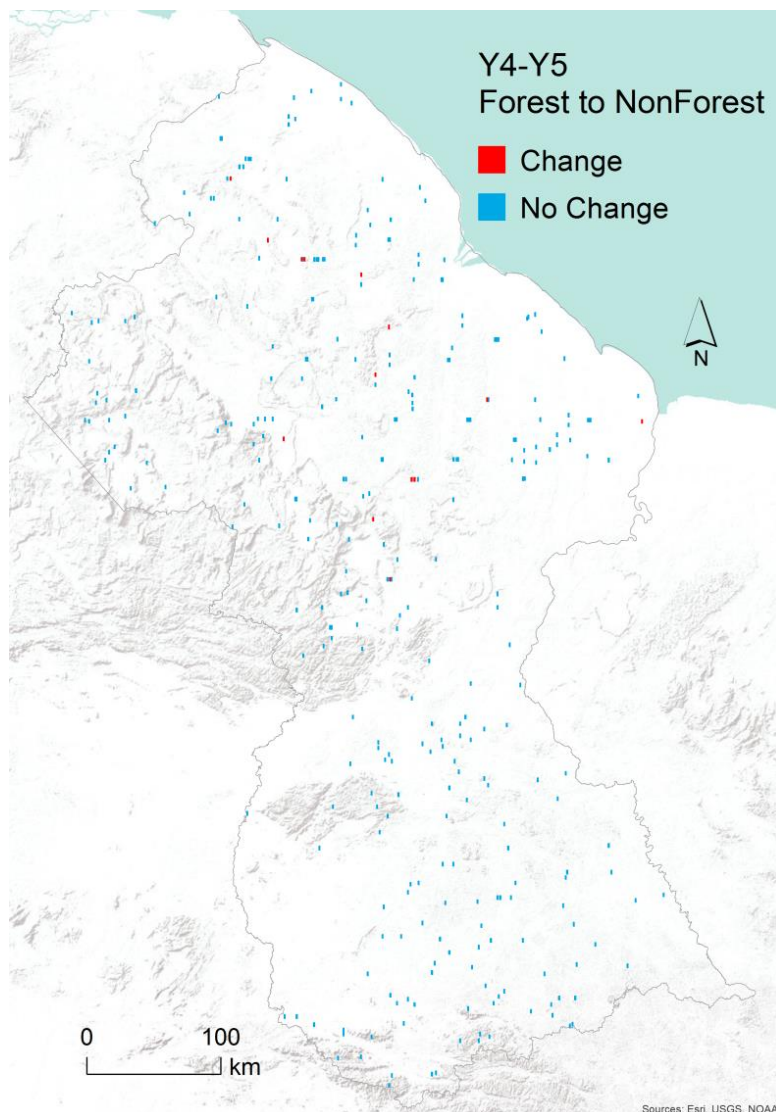 Y4-Y5
Forest to NonForest
Change
No Change
N
0 100
km
Sources: Esri, USGS, NOAA